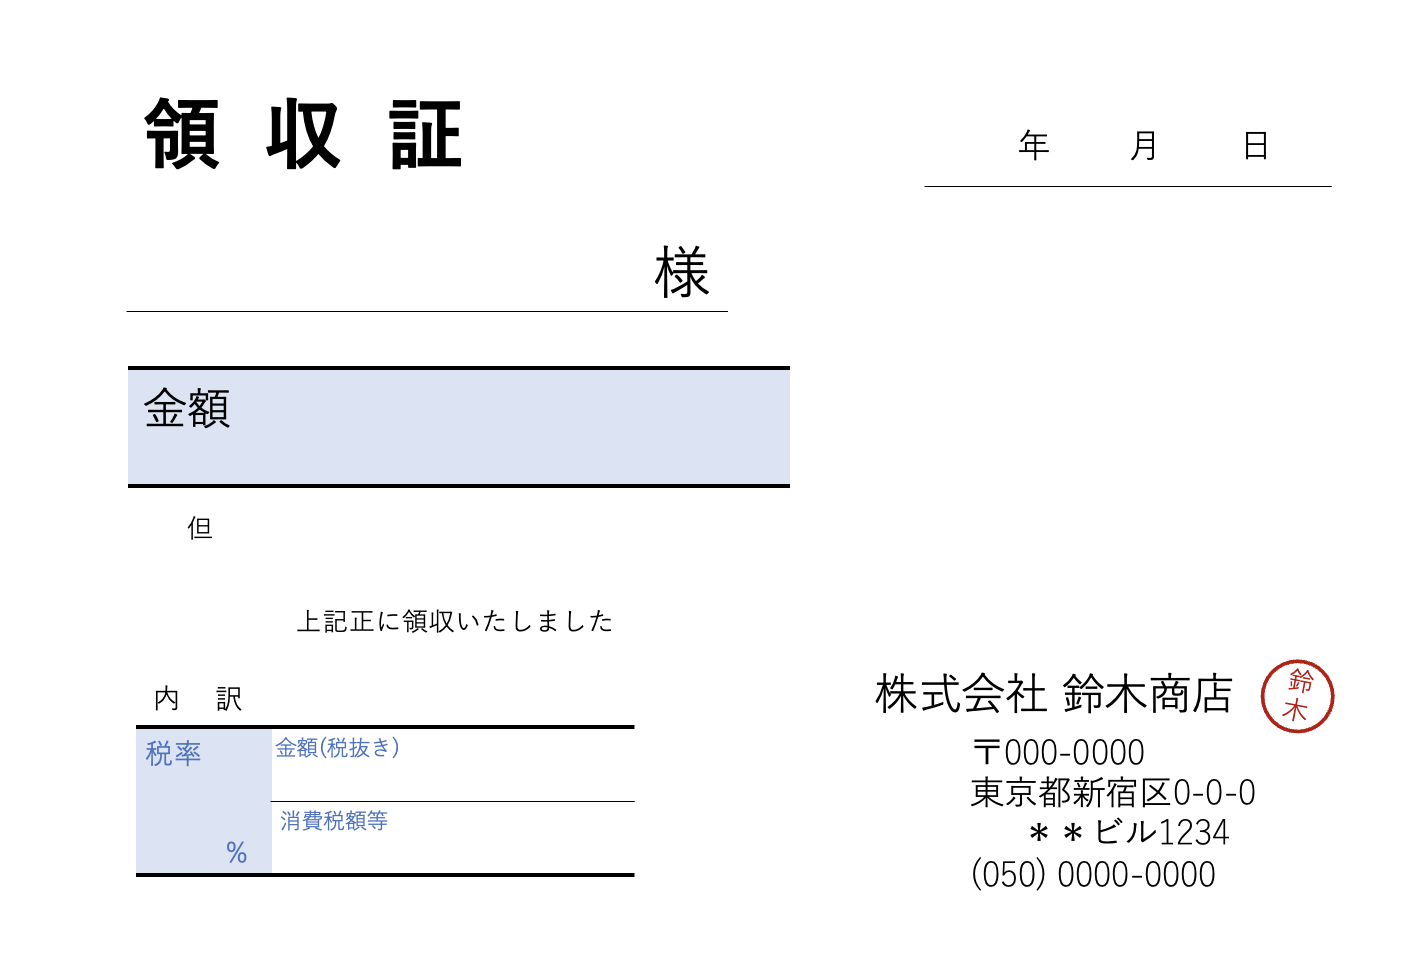 領収証
年 月 日
様
金額
但
上記正に領収いたしました
内 訳
税率
%
金額(税抜き)
消費税額等
株式会社 鈴木商店
鈴木
〒000-0000
東京都新宿区0-0-0
＊＊ビル1234
(050) 0000-0000